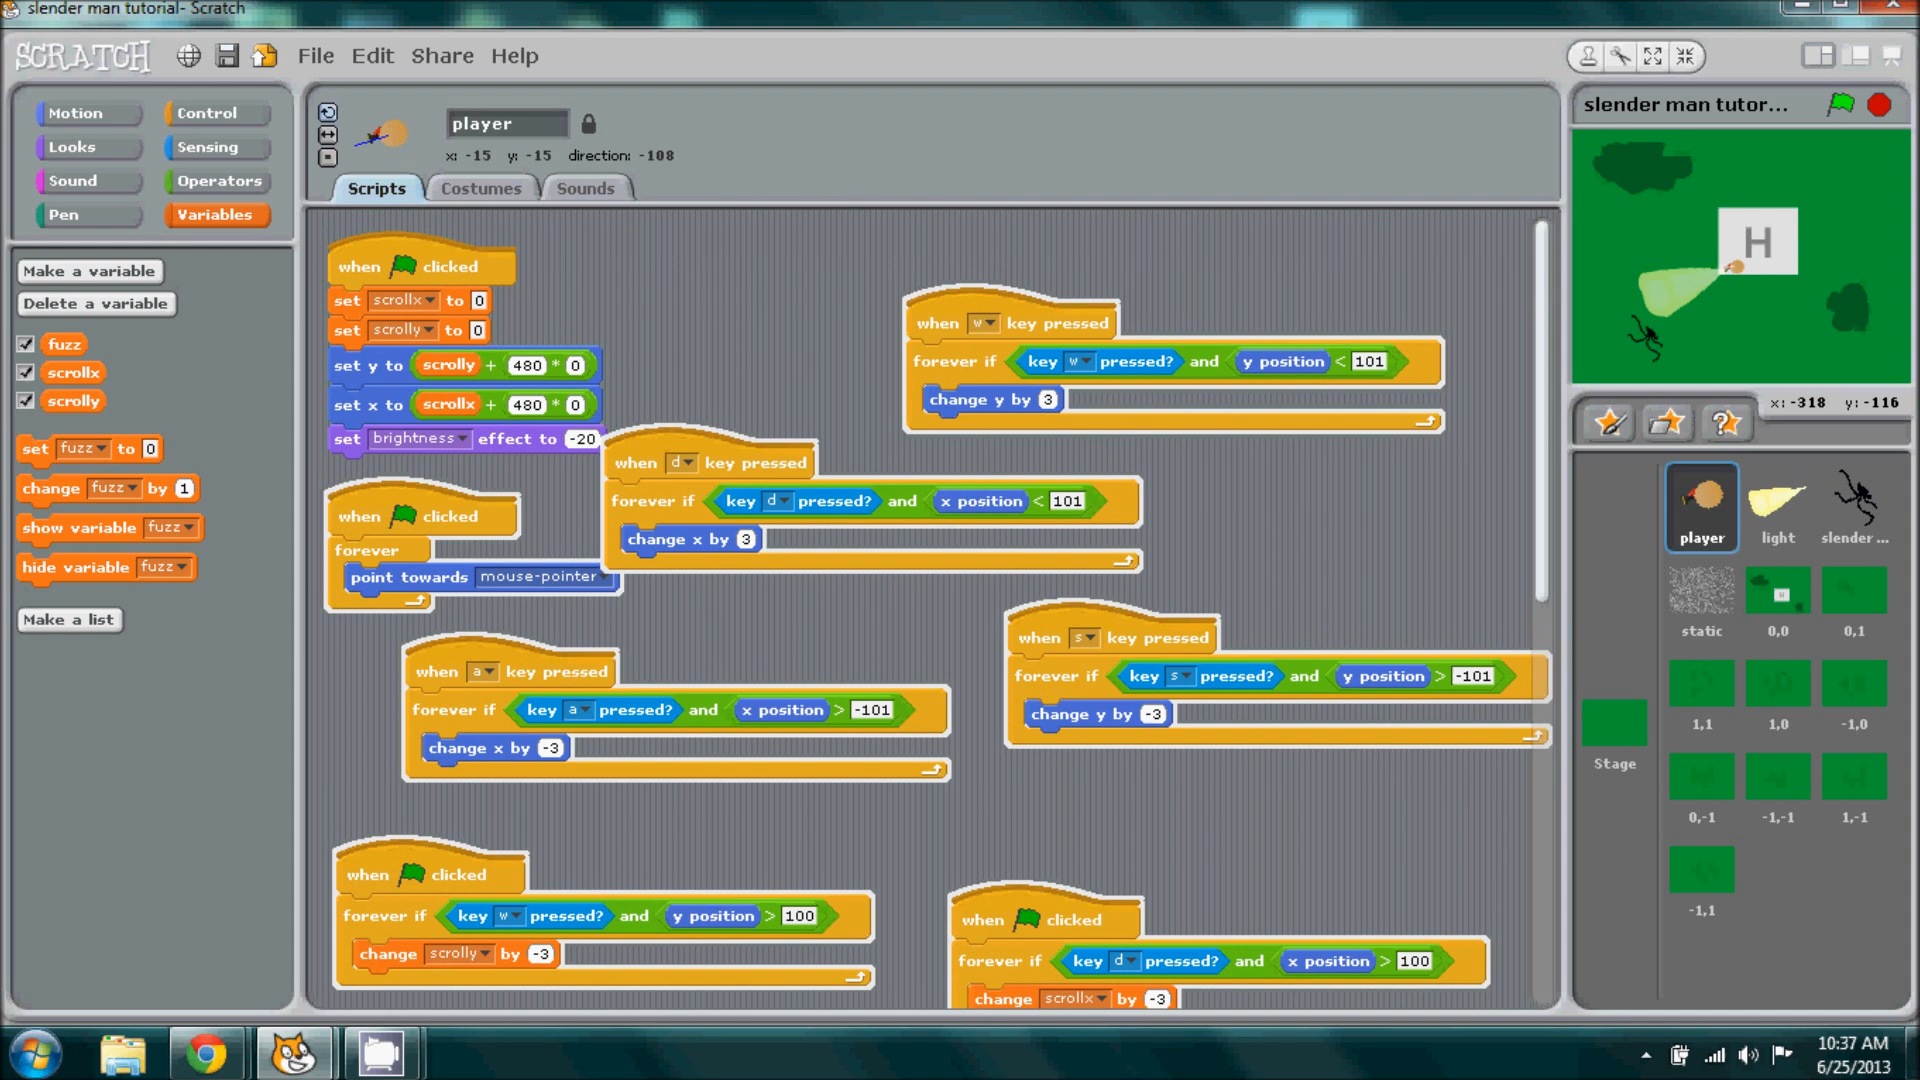 slender man tutorial- Scratch
SCRATCH
File Edit Share Help
Motion
Control
Looks
Sensing
Sound
Operators
Pen
Variables
Make a variable
Delete a variable
fuzz
scrollx
scrolly
set fuzz to 0
change fuzz by 1
show variable fuzz
hide variable fuzz
Make a list
player
x: -15 y: -15 direction: -108
Scripts Costumes Sounds
when clicked
set scrollx to 0
set scrolly to 0
set y to scrolly + 480 * 0
set x to scrollx + 480 * 0
set brightness effect to -20
when clicked
forever
point towards mouse-pointer
when w key pressed
forever if key w pressed? and y position < 101
change y by 3
when d key pressed
forever if key d pressed? and x position < 101
change x by 3
when a key pressed
forever if key a pressed? and x position > -101
change x by -3
when s key pressed
forever if key s pressed? and y position > -101
change y by -3
when clicked
forever if key w pressed? and y position > 100
change scrolly by -3
when clicked
forever if key d pressed? and x position > 100
change scrollx by -3
slender man tutor...
H
x: -318 y: -116
player light slender ...
static 0,0 0,1
H
1,1 1,0 -1,0
Stage
0,-1 -1,-1 1,-1
-1,1
10:37 AM
6/25/2013